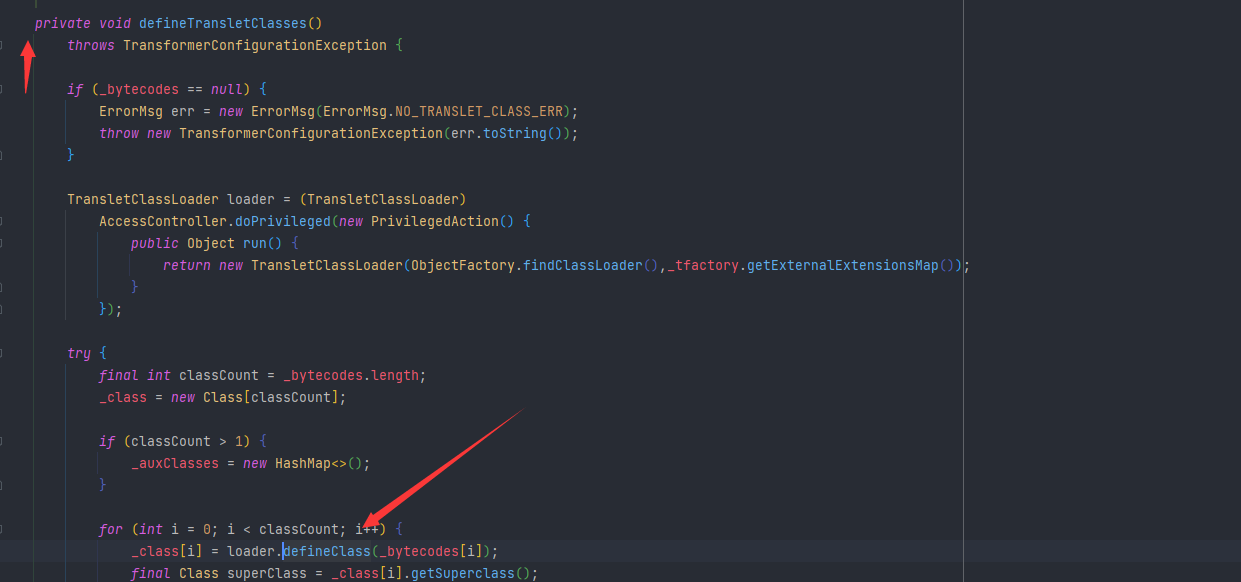 private void defineTransletClasses()
    throws TransformerConfigurationException {
    if (_bytecodes == null) {
        ErrorMsg err = new ErrorMsg(ErrorMsg.NO_TRANSLET_CLASS_ERR);
        throw new TransformerConfigurationException(err.toString());
    }
    TransletClassLoader loader = (TransletClassLoader)
        AccessController.doPrivileged(new PrivilegedAction() {
            public Object run() {
                return new TransletClassLoader(ObjectFactory.findClassLoader(),_tfactory.getExternalExtensionsMap());
            }
        });
    try {
        final int classCount = _bytecodes.length;
        _class = new Class[classCount];
        if (classCount > 1) {
            _auxClasses = new HashMap<>();
        }
        for (int i = 0; i < classCount; i++) {
            _class[i] = loader.defineClass(_bytecodes[i]);
            final Class superClass = _class[i].getSuperclass();